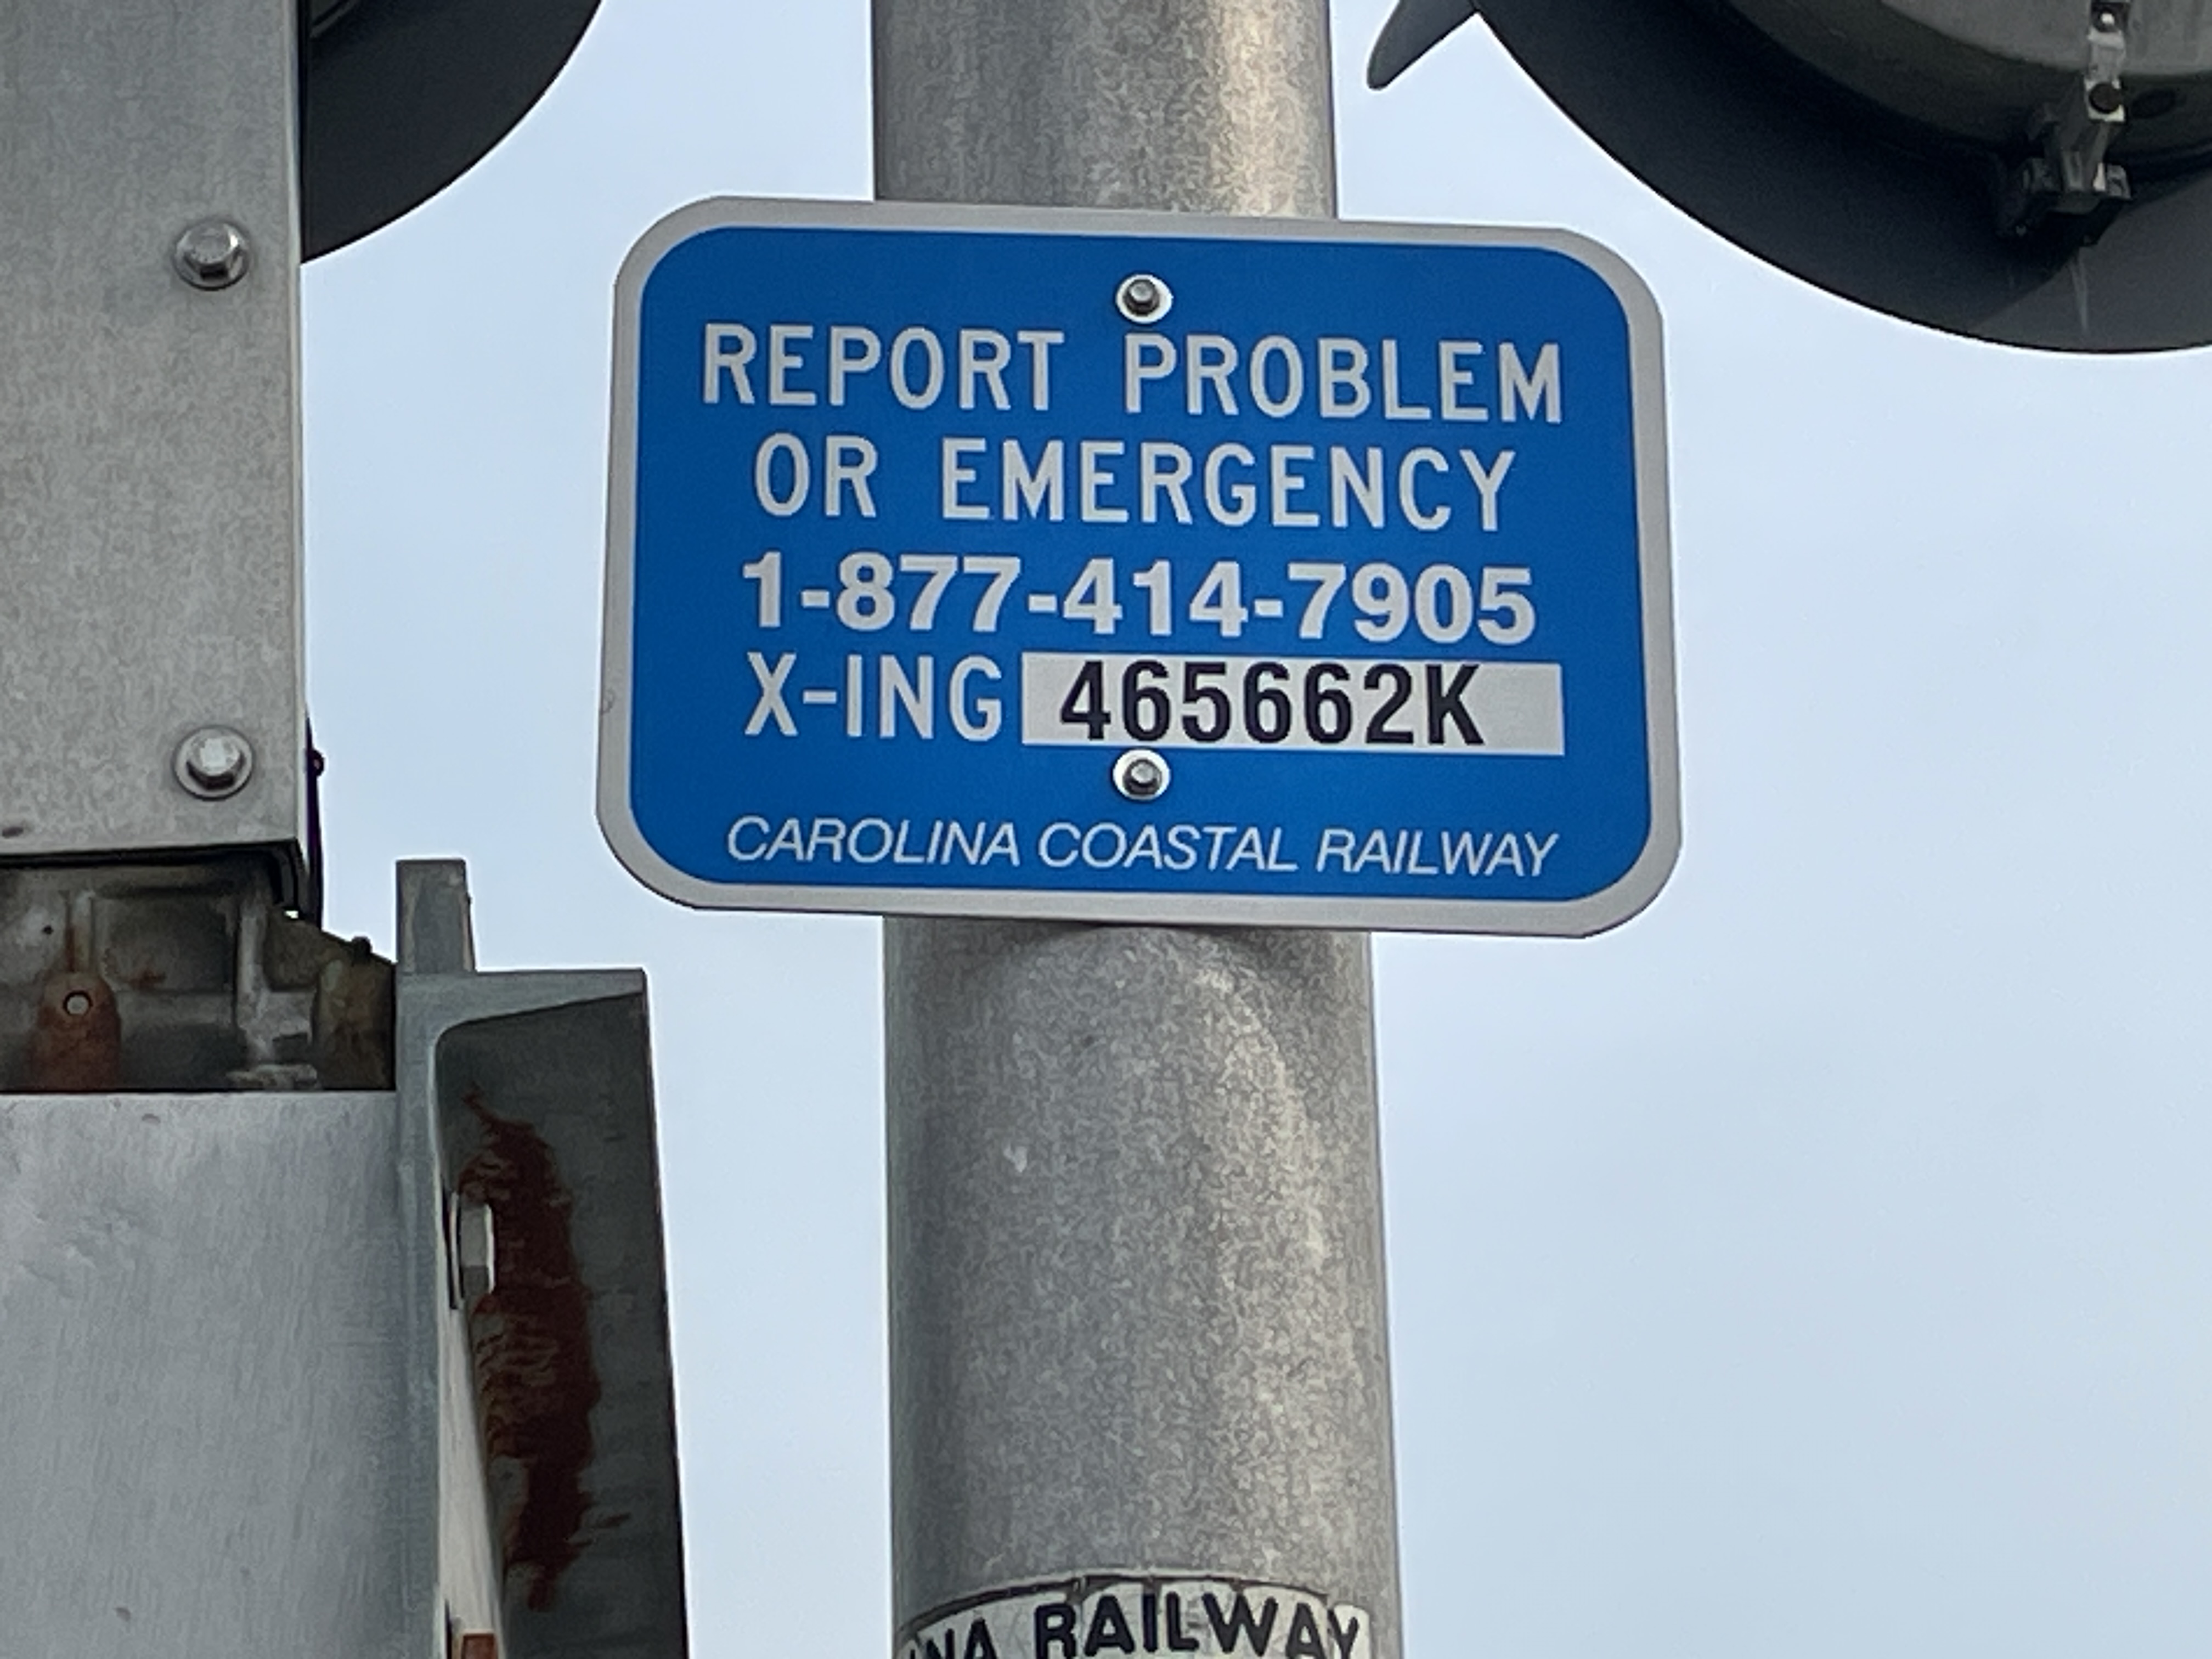 REPORT PROBLEM
OR EMERGENCY
1-877-414-7905
X-ING 465662K
CAROLINA COASTAL RAILWAY
RAILWAY